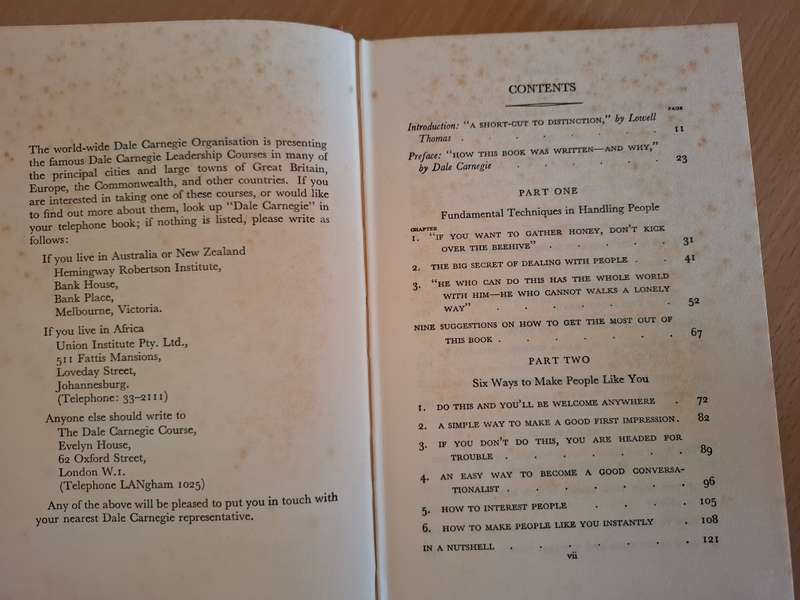 The world-wide Dale Carnegie Organisation is presenting
the famous Dale Carnegie Leadership Courses in many of
the principal cities and large towns of Great Britain,
Europe, the Commonwealth, and other countries. If you
are interested in taking one of these courses, or would like
to find out more about them, look up "Dale Carnegie" in
your telephone book; if nothing is listed, please write as
follows:
If you live in Australia or New Zealand
Hemingway Robertson Institute,
Bank House,
Bank Place,
Melbourne, Victoria.
If you live in Africa
Union Institute Pty. Ltd.,
511 Fattis Mansions,
Loveday Street,
Johannesburg.
(Telephone: 33-2111)
Anyone else should write to
The Dale Carnegie Course,
Evelyn House,
62 Oxford Street,
London W.1.
(Telephone LANgham 1025)
Any of the above will be pleased to put you in touch with
your nearest Dale Carnegie representative.
CONTENTS
PAGE
Introduction: "A SHORT-CUT TO DISTINCTION," by Lowell
Thomas . . . . . . . 11
Preface: "HOW THIS BOOK WAS WRITTEN—AND WHY,"
by Dale Carnegie . . . . . . 23
PART ONE
Fundamental Techniques in Handling People
CHAPTER
1. "IF YOU WANT TO GATHER HONEY, DON'T KICK
OVER THE BEEHIVE" . . . . . 31
2. THE BIG SECRET OF DEALING WITH PEOPLE . . 41
3. "HE WHO CAN DO THIS HAS THE WHOLE WORLD
WITH HIM—HE WHO CANNOT WALKS A LONELY
WAY" . . . . . . . 52
NINE SUGGESTIONS ON HOW TO GET THE MOST OUT OF
THIS BOOK . . . . . . . 67
PART TWO
Six Ways to Make People Like You
1. DO THIS AND YOU'LL BE WELCOME ANYWHERE . 72
2. A SIMPLE WAY TO MAKE A GOOD FIRST IMPRESSION . 82
3. IF YOU DON'T DO THIS, YOU ARE HEADED FOR
TROUBLE . . . . . . . 89
4. AN EASY WAY TO BECOME A GOOD CONVERSA-
TIONALIST . . . . . . . 96
5. HOW TO INTEREST PEOPLE . . . . 105
6. HOW TO MAKE PEOPLE LIKE YOU INSTANTLY . 108
IN A NUTSHELL . . . . . . . 121
vii